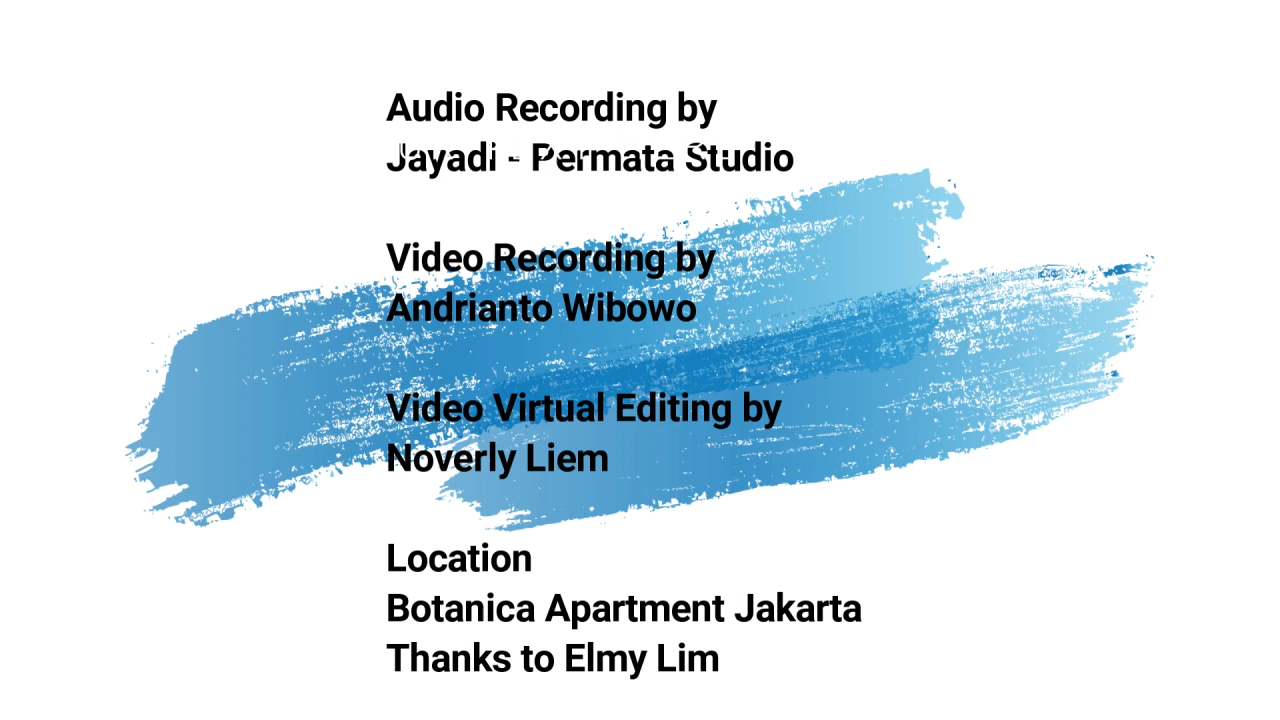 Audio Recording by
Jayadi - Permata Studio
Video Recording by
Andrianto Wibowo
Video Virtual Editing by
Noverly Liem
Location
Botanica Apartment Jakarta
Thanks to Elmy Lim